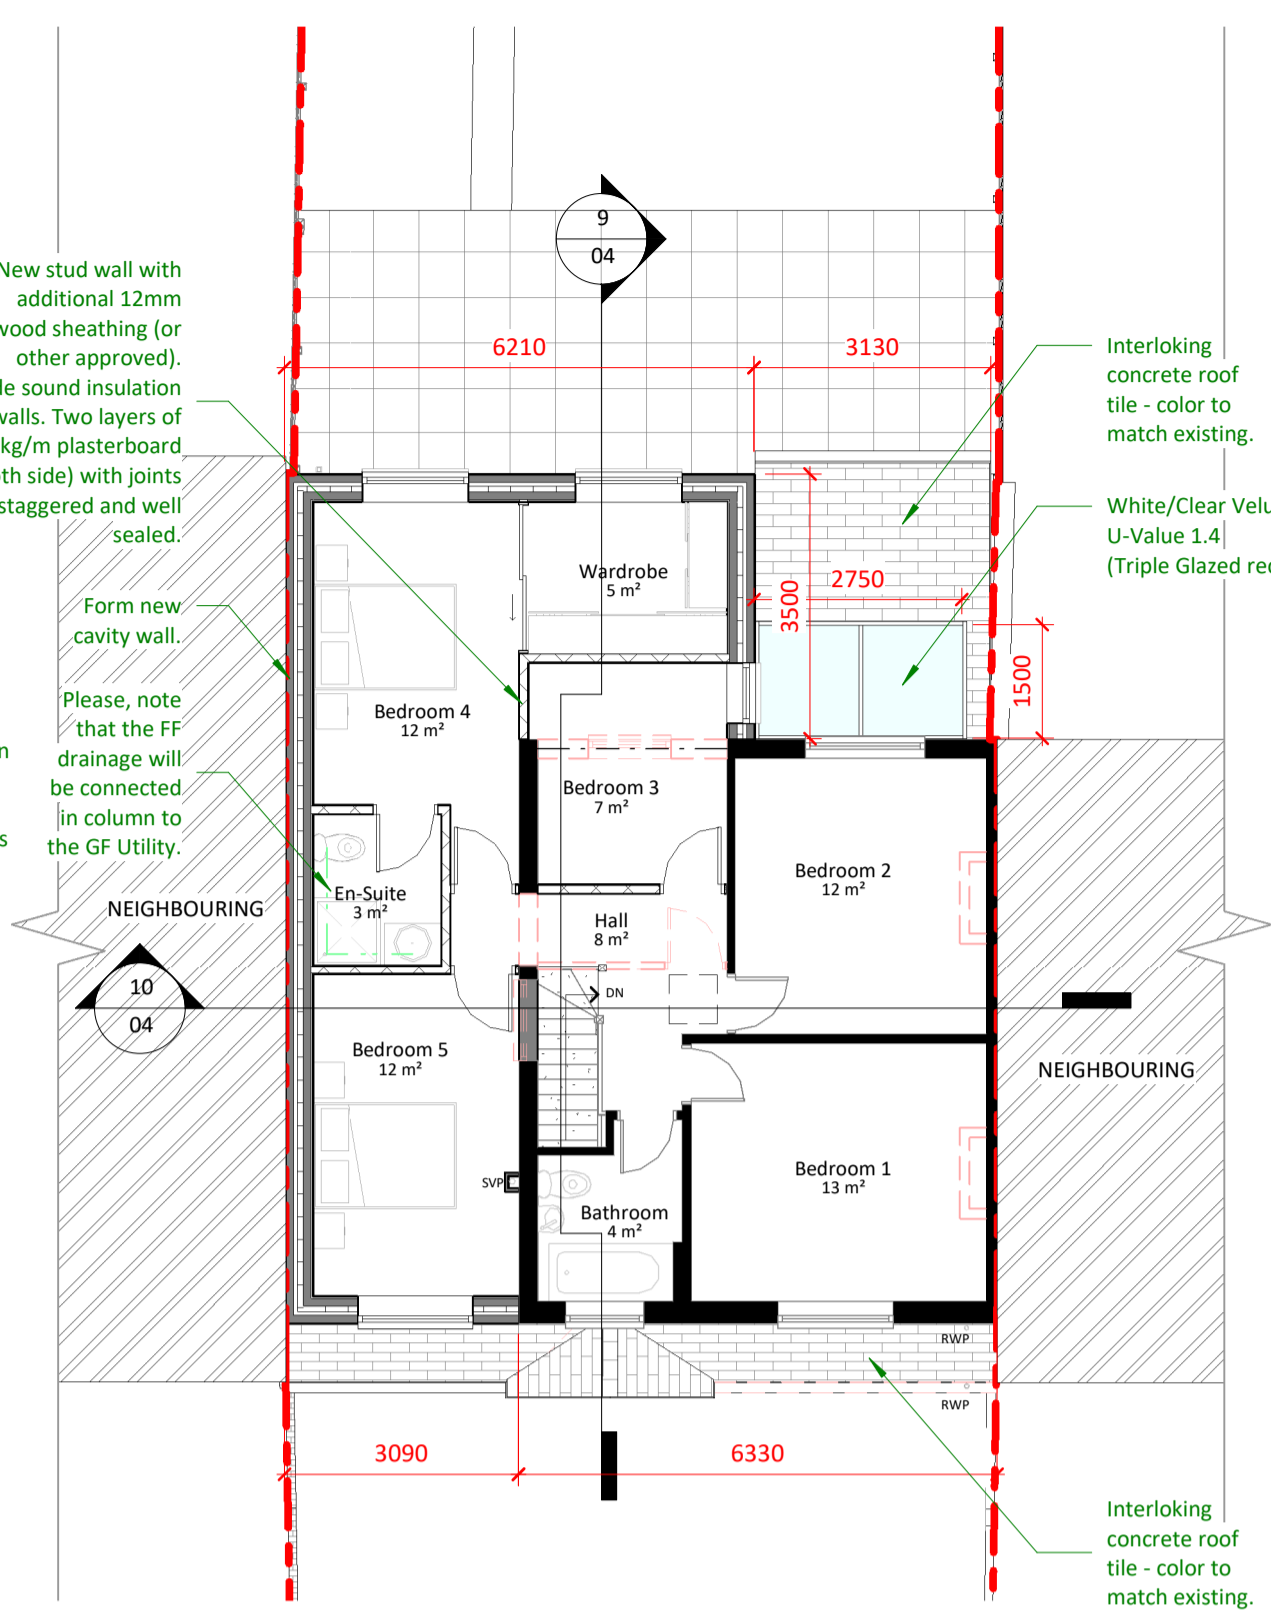 9
04
6210
3130
New stud wall with
additional 12mm
wood sheathing (or
other approved).
sound insulation
walls. Two layers of
kg/m plasterboard
side) with joints
staggered and well
sealed.
Interloking
concrete roof
tile - color to
match existing.
White/Clear
U-Value 1.4
(Triple Glazed
Wardrobe
5 m²
2750
3500
1500
Form new
cavity wall.
Please, note
that the FF
drainage will
be connected
in column to
the GF Utility.
Bedroom 4
12 m²
Bedroom 3
7 m²
Bedroom 2
12 m²
En-Suite
3 m²
Hall
8 m²
NEIGHBOURING
10
04
DN
Bedroom 5
12 m²
NEIGHBOURING
Bedroom 1
13 m²
SVP
Bathroom
4 m²
RWP
RWP
3090
6330
Interloking
concrete roof
tile - color to
match existing.